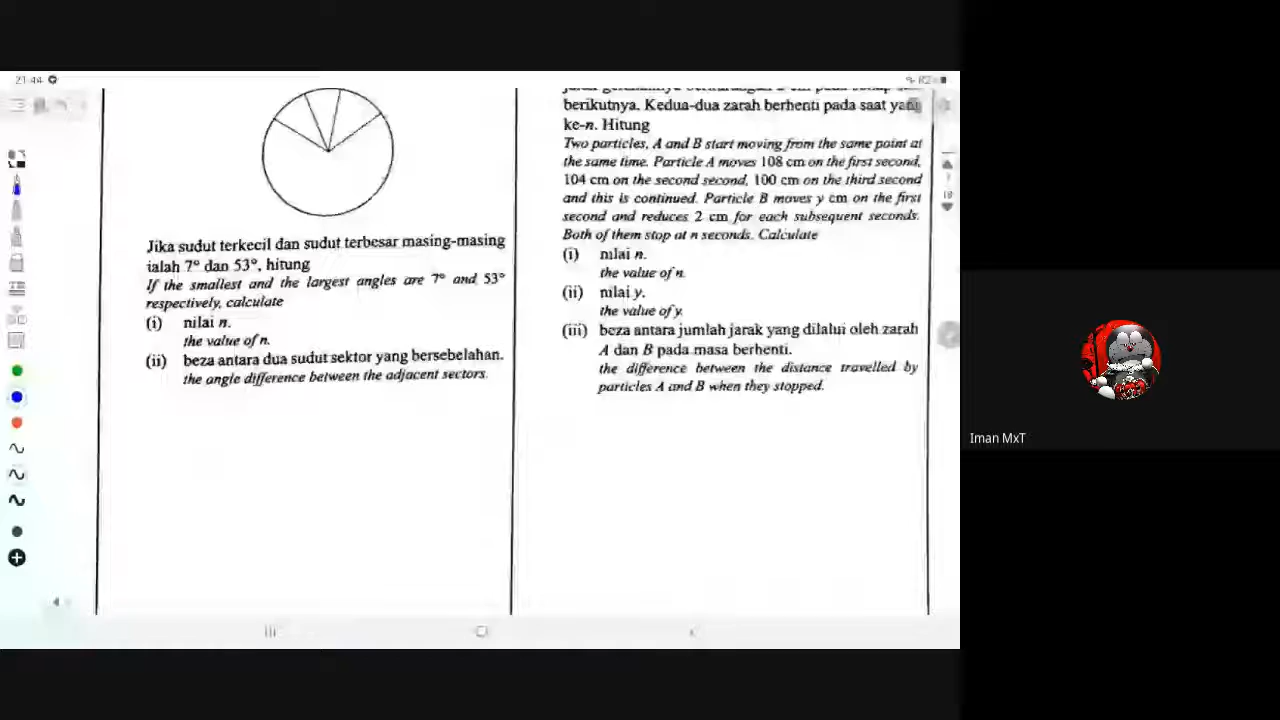 21:44
Jika sudut terkecil dan sudut terbesar masing-masing
ialah 7° dan 53°, hitung
If the smallest and the largest angles are 7° and 53°
respectively, calculate
(i) nilai n.
the value of n.
(ii) beza antara dua sudut sektor yang bersebelahan.
the angle difference between the adjacent sectors.
berikutnya. Kedua-dua zarah berhenti pada saat yang
ke-n. Hitung
Two particles, A and B start moving from the same point at
the same time. Particle A moves 108 cm on the first second,
104 cm on the second second, 100 cm on the third second
and this is continued. Particle B moves y cm on the first
second and reduces 2 cm for each subsequent seconds.
Both of them stop at n seconds. Calculate
(i) nilai n.
the value of n.
(ii) nilai y.
the value of y.
(iii) beza antara jumlah jarak yang dilalui oleh zarah
A dan B pada masa berhenti.
the difference between the distance travelled by
particles A and B when they stopped.
Iman MxT